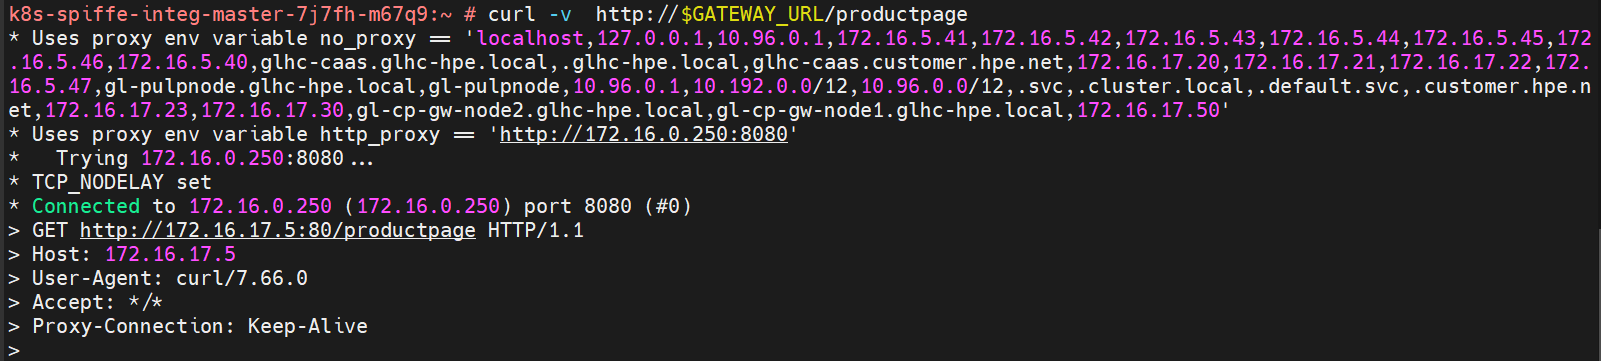 k8s-spiffe-integ-master-7j7fh-m67q9:~ # curl -v  http://$GATEWAY_URL/productpage
* Uses proxy env variable no_proxy == 'localhost,127.0.0.1,10.96.0.1,172.16.5.41,172.16.5.42,172.16.5.43,172.16.5.44,172.16.5.45,172
.16.5.46,172.16.5.40,glhc-caas.glhc-hpe.local,.glhc-hpe.local,glhc-caas.customer.hpe.net,172.16.17.20,172.16.17.21,172.16.17.22,172.
16.5.47,gl-pulpnode.glhc-hpe.local,gl-pulpnode,10.96.0.1,10.192.0.0/12,10.96.0.0/12,.svc,.cluster.local,.default.svc,.customer.hpe.n
et,172.16.17.23,172.16.17.30,gl-cp-gw-node2.glhc-hpe.local,gl-cp-gw-node1.glhc-hpe.local,172.16.17.50'
* Uses proxy env variable http_proxy == 'http://172.16.0.250:8080'
*   Trying 172.16.0.250:8080...
* TCP_NODELAY set
* Connected to 172.16.0.250 (172.16.0.250) port 8080 (#0)
> GET http://172.16.17.5:80/productpage HTTP/1.1
> Host: 172.16.17.5
> User-Agent: curl/7.66.0
> Accept: */*
> Proxy-Connection: Keep-Alive
>